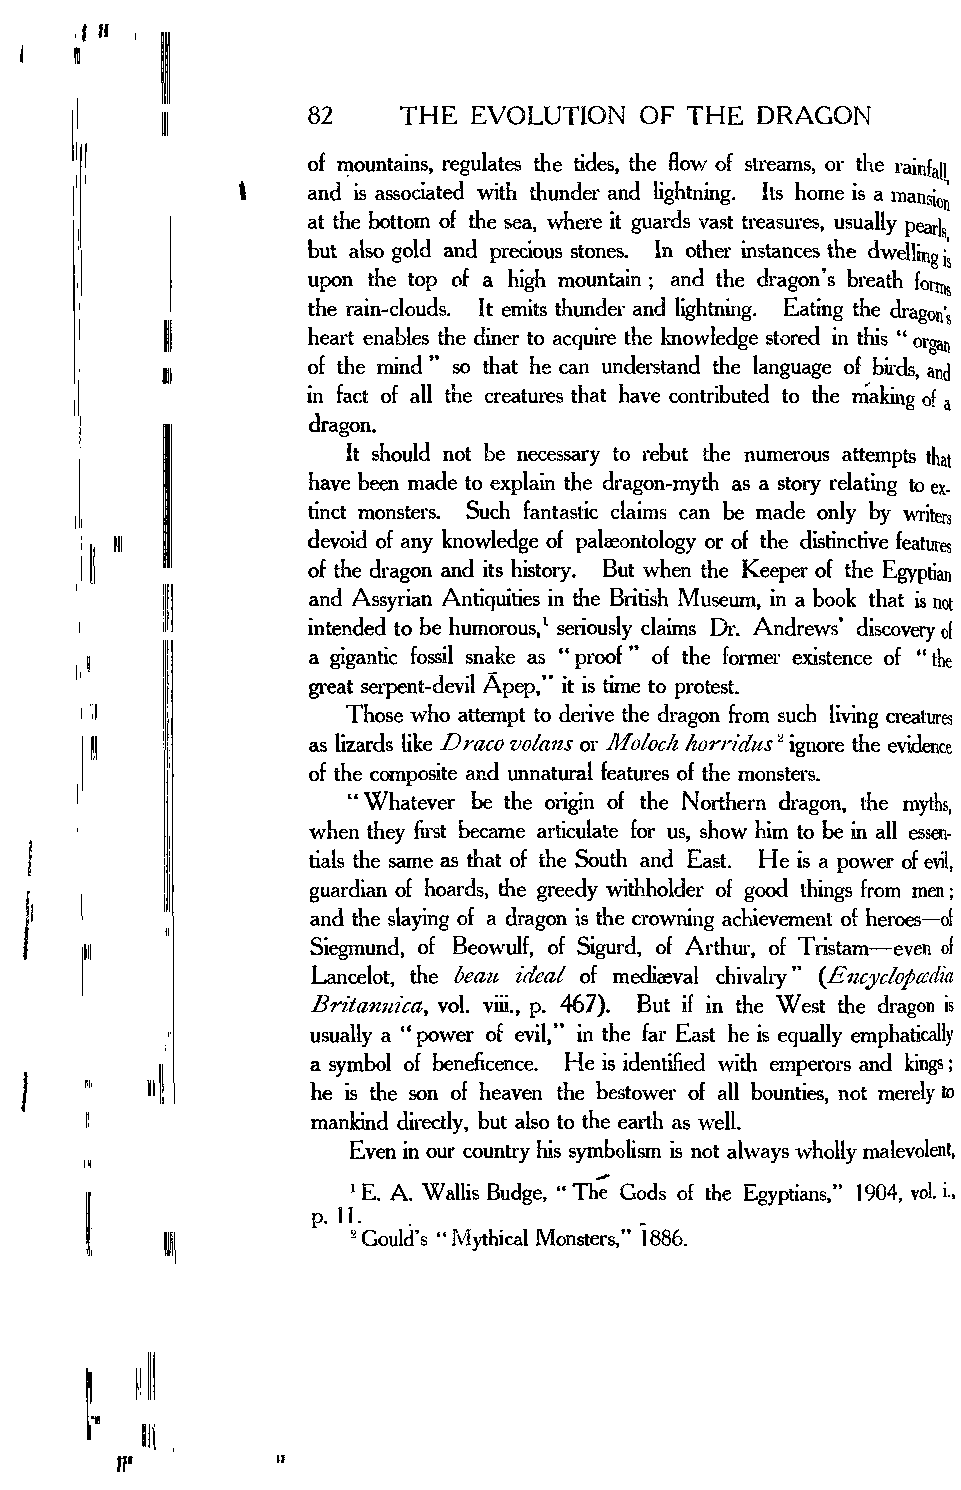 82 THE EVOLUTION OF THE DRAGON
of mountains, regulates the tides, the flow of streams, or the rainfall,
and is associated with thunder and lightning. Its home is a mansion
at the bottom of the sea, where it guards vast treasures, usually pearls,
but also gold and precious stones. In other instances the dwelling is
upon the top of a high mountain ; and the dragon's breath forms
the rain-clouds. It emits thunder and lightning. Eating the dragon's
heart enables the diner to acquire the knowledge stored in this “ organ
of the mind ” so that he can understand the language of birds, and
in fact of all the creatures that have contributed to the making of a
dragon.
It should not be necessary to rebut the numerous attempts that
have been made to explain the dragon-myth as a story relating to ex-
tinct monsters. Such fantastic claims can be made only by writers
devoid of any knowledge of palæontology or of the distinctive features
of the dragon and its history. But when the Keeper of the Egyptian
and Assyrian Antiquities in the British Museum, in a book that is not
intended to be humorous,¹ seriously claims Dr. Andrews' discovery of
a gigantic fossil snake as “proof” of the former existence of “the
great serpent-devil Āpep,” it is time to protest.
Those who attempt to derive the dragon from such living creatures
as lizards like Draco volans or Moloch horridus² ignore the evidence
of the composite and unnatural features of the monsters.
“Whatever be the origin of the Northern dragon, the myths,
when they first became articulate for us, show him to be in all essen-
tials the same as that of the South and East. He is a power of evil,
guardian of hoards, the greedy withholder of good things from men ;
and the slaying of a dragon is the crowning achievement of heroes—of
Siegmund, of Beowulf, of Sigurd, of Arthur, of Tristam—even of
Lancelot, the beau ideal of mediæval chivalry” (Encyclopædia
Britannica, vol. viii., p. 467). But if in the West the dragon is
usually a “power of evil,” in the far East he is equally emphatically
a symbol of beneficence. He is identified with emperors and kings ;
he is the son of heaven the bestower of all bounties, not merely to
mankind directly, but also to the earth as well.
Even in our country his symbolism is not always wholly malevolent,
¹ E. A. Wallis Budge, “The Gods of the Egyptians,” 1904, vol. i.,
p. 11.
² Gould's “Mythical Monsters,” 1886.